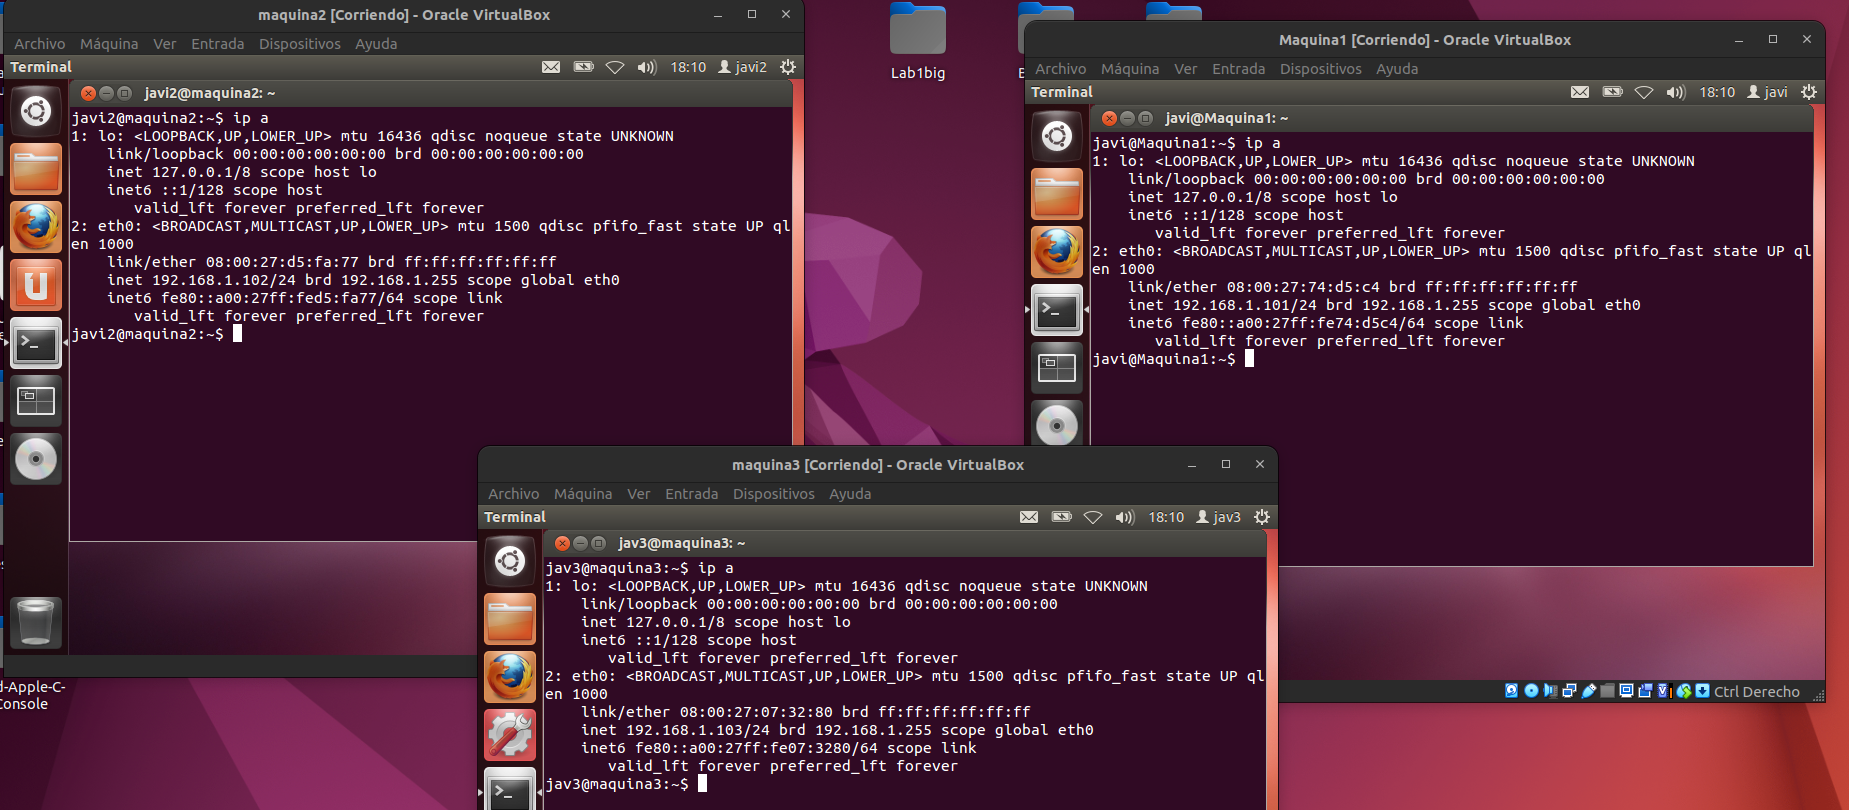 maquina2 [Corriendo] - Oracle VirtualBox
Archivo Máquina Ver Entrada Dispositivos Ayuda
Terminal 18:10 javi2
javi2@maquina2: ~
javi2@maquina2:~$ ip a
1: lo: <LOOPBACK,UP,LOWER_UP> mtu 16436 qdisc noqueue state UNKNOWN
link/loopback 00:00:00:00:00:00 brd 00:00:00:00:00:00
inet 127.0.0.1/8 scope host lo
inet6 ::1/128 scope host
valid_lft forever preferred_lft forever
2: eth0: <BROADCAST,MULTICAST,UP,LOWER_UP> mtu 1500 qdisc pfifo_fast state UP ql
en 1000
link/ether 08:00:27:d5:fa:77 brd ff:ff:ff:ff:ff:ff
inet 192.168.1.102/24 brd 192.168.1.255 scope global eth0
inet6 fe80::a00:27ff:fed5:fa77/64 scope link
valid_lft forever preferred_lft forever
javi2@maquina2:~$
Lab1big
Maquina1 [Corriendo] - Oracle VirtualBox
Archivo Máquina Ver Entrada Dispositivos Ayuda
Terminal 18:10 javi
javi@Maquina1: ~
javi@Maquina1:~$ ip a
1: lo: <LOOPBACK,UP,LOWER_UP> mtu 16436 qdisc noqueue state UNKNOWN
link/loopback 00:00:00:00:00:00 brd 00:00:00:00:00:00
inet 127.0.0.1/8 scope host lo
inet6 ::1/128 scope host
valid_lft forever preferred_lft forever
2: eth0: <BROADCAST,MULTICAST,UP,LOWER_UP> mtu 1500 qdisc pfifo_fast state UP ql
en 1000
link/ether 08:00:27:74:d5:c4 brd ff:ff:ff:ff:ff:ff
inet 192.168.1.101/24 brd 192.168.1.255 scope global eth0
inet6 fe80::a00:27ff:fe74:d5c4/64 scope link
valid_lft forever preferred_lft forever
javi@Maquina1:~$
Ctrl Derecho
maquina3 [Corriendo] - Oracle VirtualBox
Archivo Máquina Ver Entrada Dispositivos Ayuda
Terminal 18:10 jav3
jav3@maquina3: ~
jav3@maquina3:~$ ip a
1: lo: <LOOPBACK,UP,LOWER_UP> mtu 16436 qdisc noqueue state UNKNOWN
link/loopback 00:00:00:00:00:00 brd 00:00:00:00:00:00
inet 127.0.0.1/8 scope host lo
inet6 ::1/128 scope host
valid_lft forever preferred_lft forever
2: eth0: <BROADCAST,MULTICAST,UP,LOWER_UP> mtu 1500 qdisc pfifo_fast state UP ql
en 1000
link/ether 08:00:27:07:32:80 brd ff:ff:ff:ff:ff:ff
inet 192.168.1.103/24 brd 192.168.1.255 scope global eth0
inet6 fe80::a00:27ff:fe07:3280/64 scope link
valid_lft forever preferred_lft forever
jav3@maquina3:~$
d-Apple-C-
Console